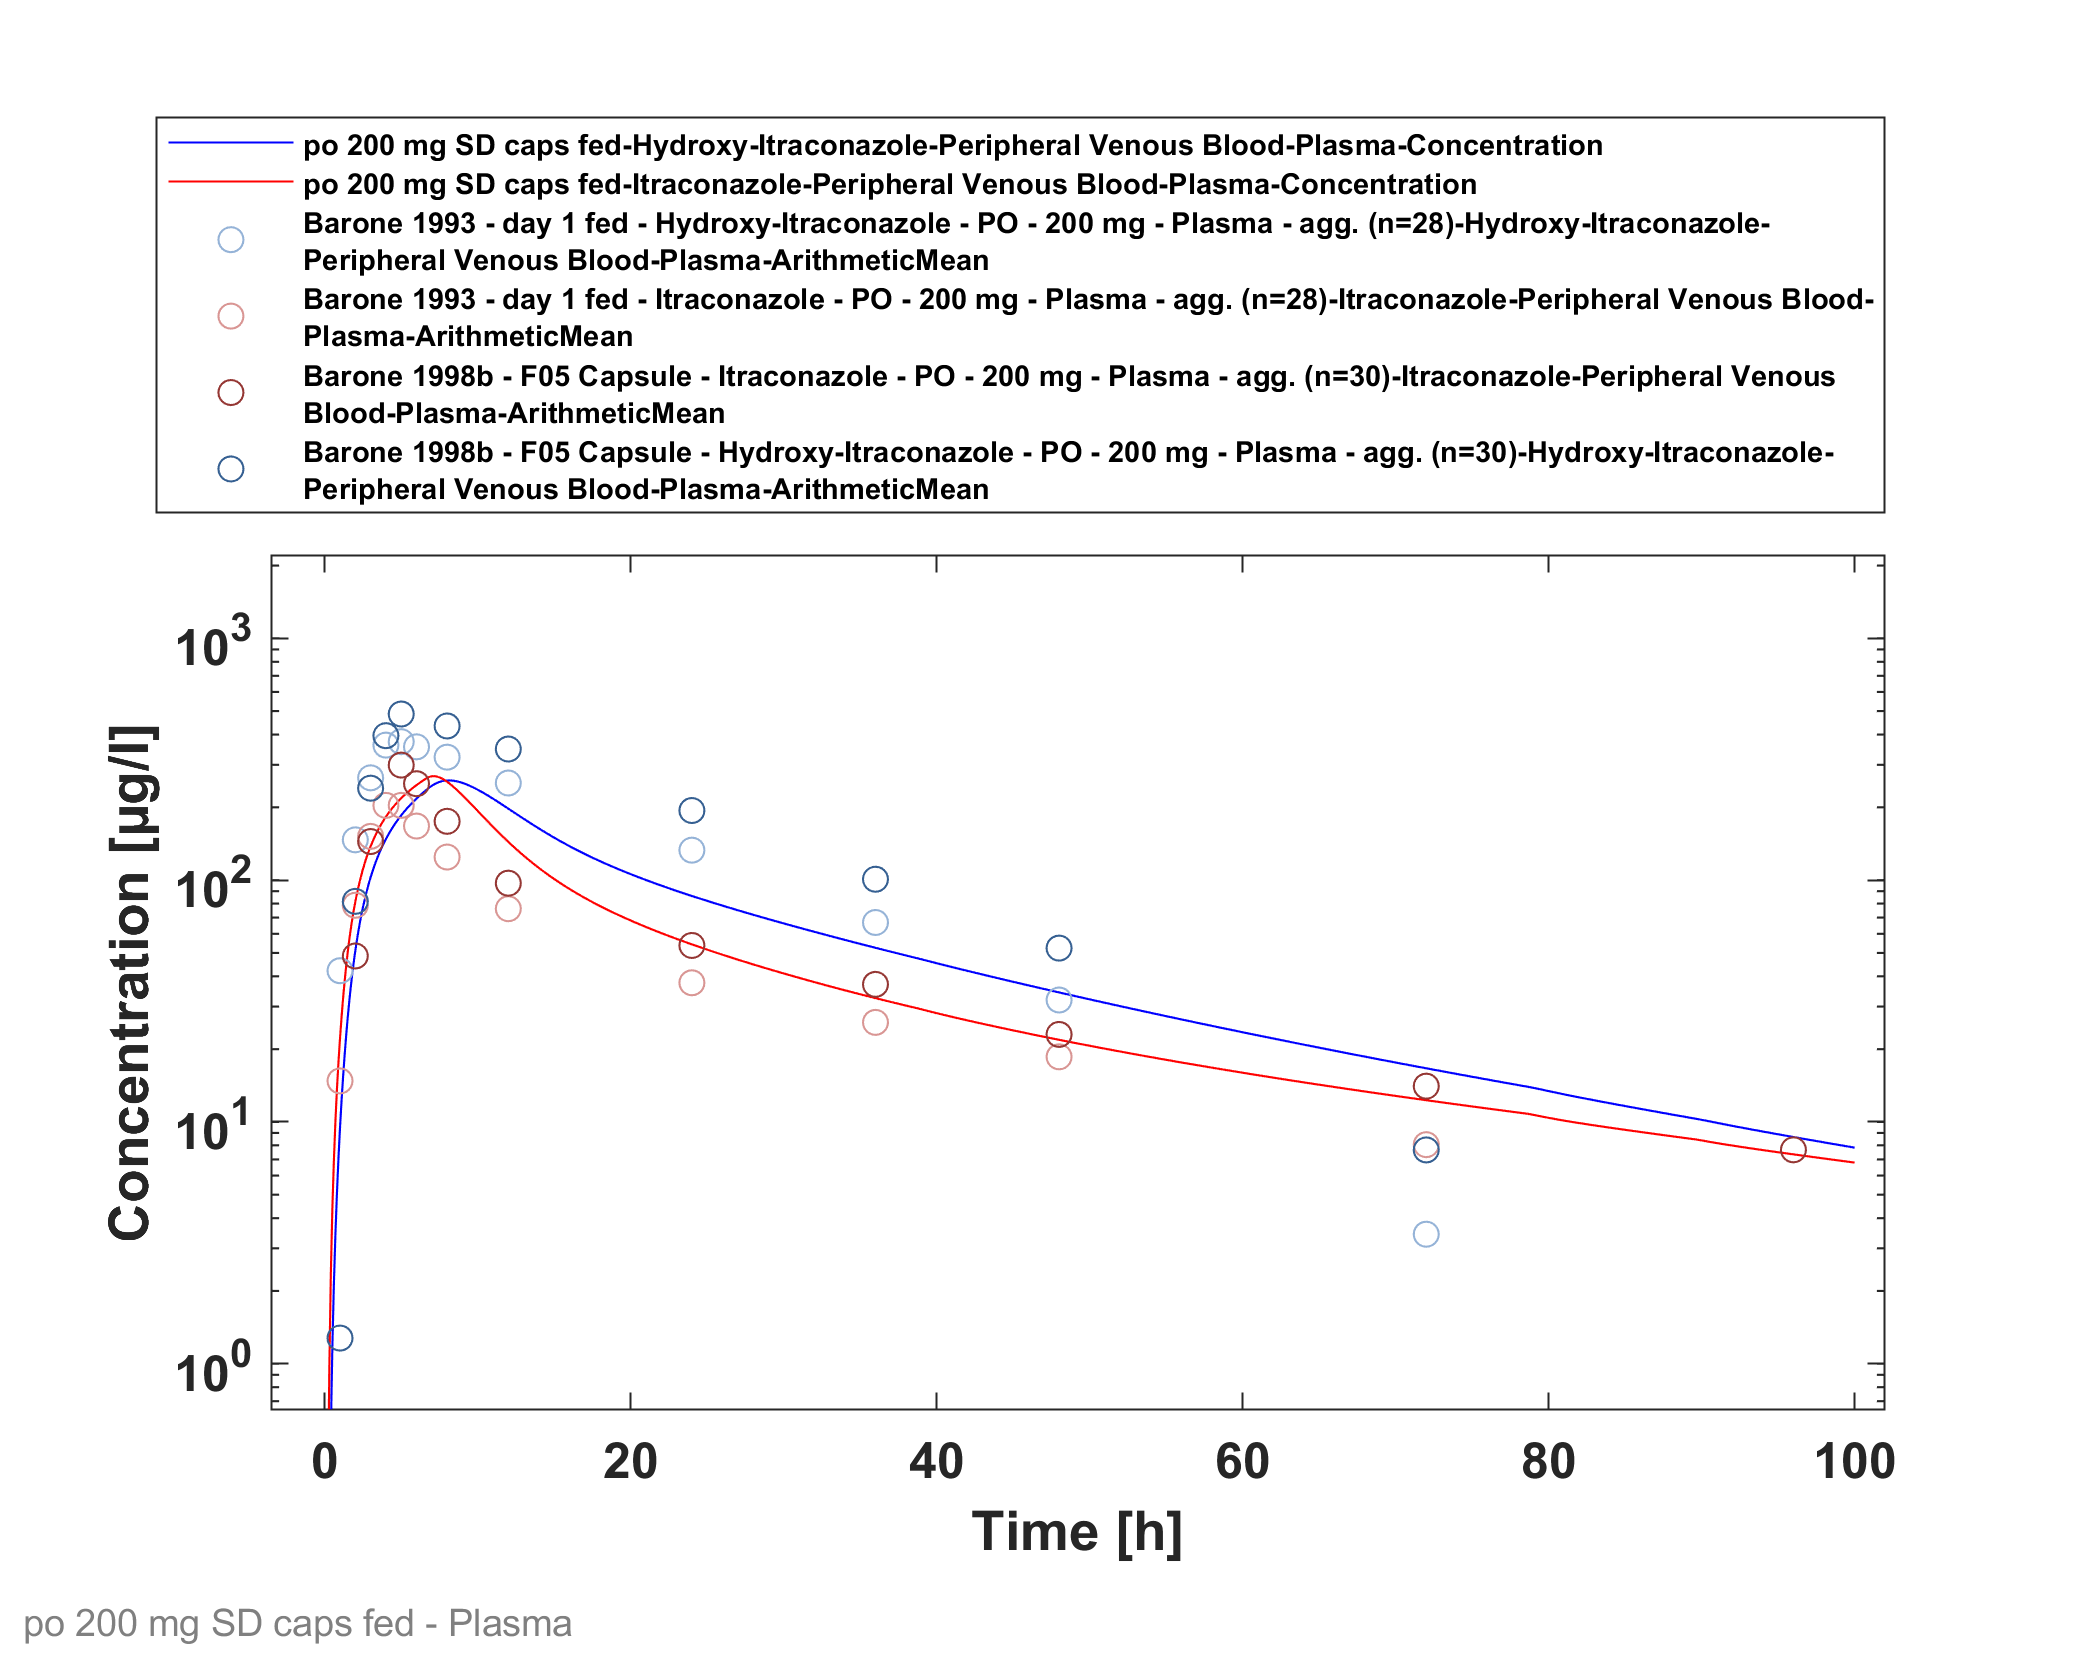 po 200 mg SD caps fed-Hydroxy-Itraconazole-Peripheral Venous Blood-Plasma-Concentration
po 200 mg SD caps fed-Itraconazole-Peripheral Venous Blood-Plasma-Concentration
Barone 1993 - day 1 fed - Hydroxy-Itraconazole - PO - 200 mg - Plasma - agg. (n=28)-Hydroxy-Itraconazole-
Peripheral Venous Blood-Plasma-ArithmeticMean
Barone 1993 - day 1 fed - Itraconazole - PO - 200 mg - Plasma - agg. (n=28)-Itraconazole-Peripheral Venous Blood-
Plasma-ArithmeticMean
Barone 1998b - F05 Capsule - Itraconazole - PO - 200 mg - Plasma - agg. (n=30)-Itraconazole-Peripheral Venous
Blood-Plasma-ArithmeticMean
Barone 1998b - F05 Capsule - Hydroxy-Itraconazole - PO - 200 mg - Plasma - agg. (n=30)-Hydroxy-Itraconazole-
Peripheral Venous Blood-Plasma-ArithmeticMean
Concentration [µg/l]
10³
10²
10¹
10⁰
0 20 40 60 80 100
Time [h]
po 200 mg SD caps fed - Plasma